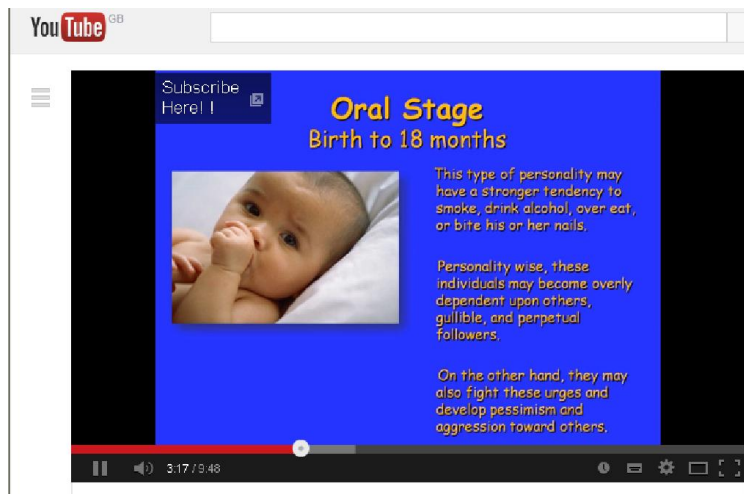 YouTube GB
Subscribe
Here! !
Oral Stage
Birth to 18 months
This type of personality may
have a stronger tendency to
smoke, drink alcohol, over eat,
or bite his or her nails.
Personality wise, these
individuals may become overly
dependent upon others,
gullible, and perpetual
followers.
On the other hand, they may
also fight these urges and
develop pessimism and
aggression toward others.
3:17 / 9:48